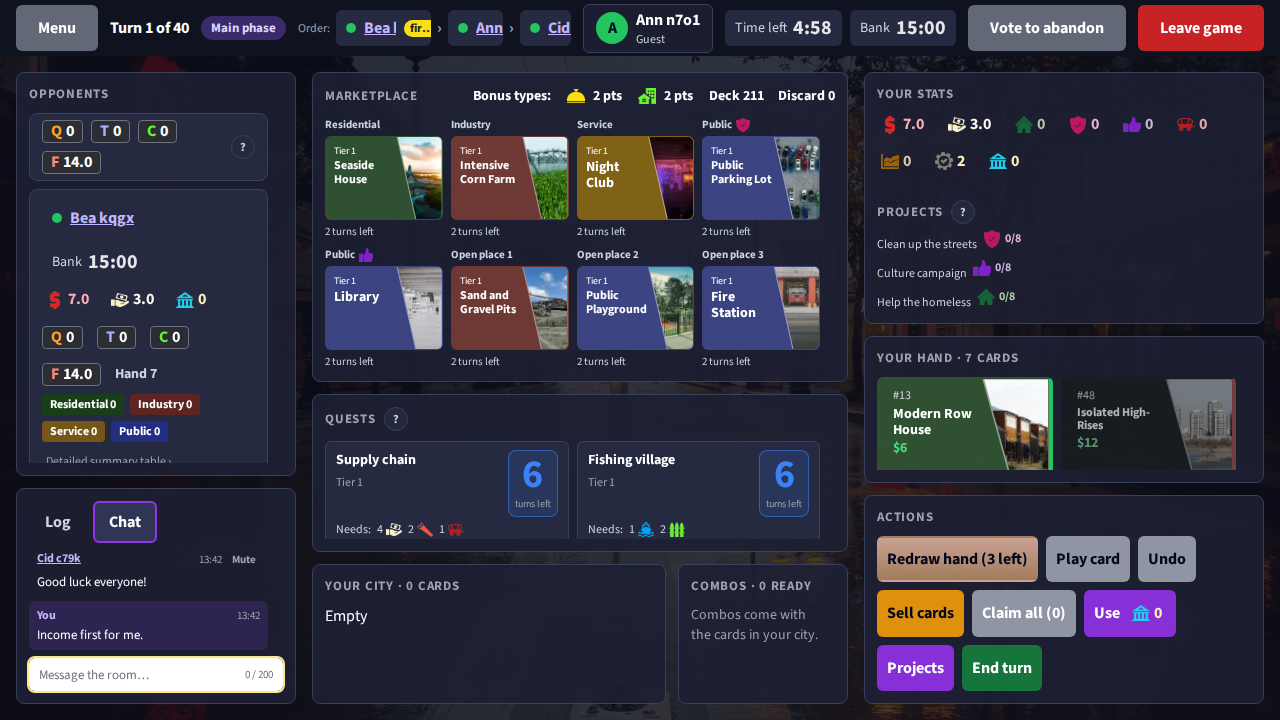 Menu
Turn 1 of 40
Main phase
Order:
Bea
fir...
›
Ann
›
Cid
A
Ann n7o1
Guest
Time left 4:58
Bank 15:00
Vote to abandon
Leave game
OPPONENTS
Q 0
T 0
C 0
?
F 14.0
Bea kqgx
Bank 15:00
7.0
3.0
0
Q 0
T 0
C 0
F 14.0
Hand 7
Residential 0
Industry 0
Service 0
Public 0
Detailed summary table ›
Log
Chat
Cid c79k
13:42
Mute
Good luck everyone!
You
13:42
Income first for me.
Message the room…
0 / 200
MARKETPLACE
Bonus types:
2 pts
2 pts
Deck 211
Discard 0
Residential
Industry
Service
Public
Tier 1
Seaside House
Tier 1
Intensive Corn Farm
Tier 1
Night Club
Tier 1
Public Parking Lot
2 turns left
2 turns left
2 turns left
2 turns left
Public
Open place 1
Open place 2
Open place 3
Tier 1
Library
Tier 1
Sand and Gravel Pits
Tier 1
Public Playground
Tier 1
Fire Station
2 turns left
2 turns left
2 turns left
2 turns left
QUESTS
?
Supply chain
Tier 1
6
turns left
Needs: 4 2 1
Fishing village
Tier 1
6
turns left
Needs: 1 2
YOUR CITY · 0 CARDS
Empty
COMBOS · 0 READY
Combos come with
the cards in your city.
YOUR STATS
7.0
3.0
0
0
0
0
0
2
0
PROJECTS
?
Clean up the streets 0/8
Culture campaign 0/8
Help the homeless 0/8
YOUR HAND · 7 CARDS
#13
Modern Row House
$6
#48
Isolated High-Rises
$12
ACTIONS
Redraw hand (3 left)
Play card
Undo
Sell cards
Claim all (0)
Use 0
Projects
End turn